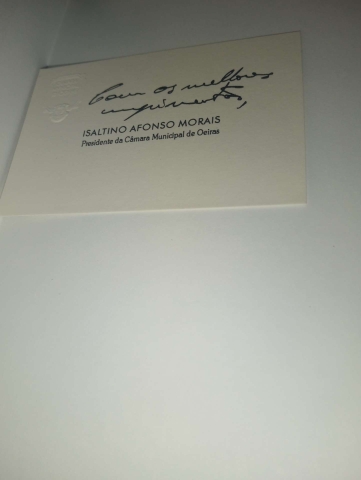 Com os melhores
cumprimentos,
ISALTINO AFONSO MORAIS
Presidente da Câmara Municipal de Oeiras